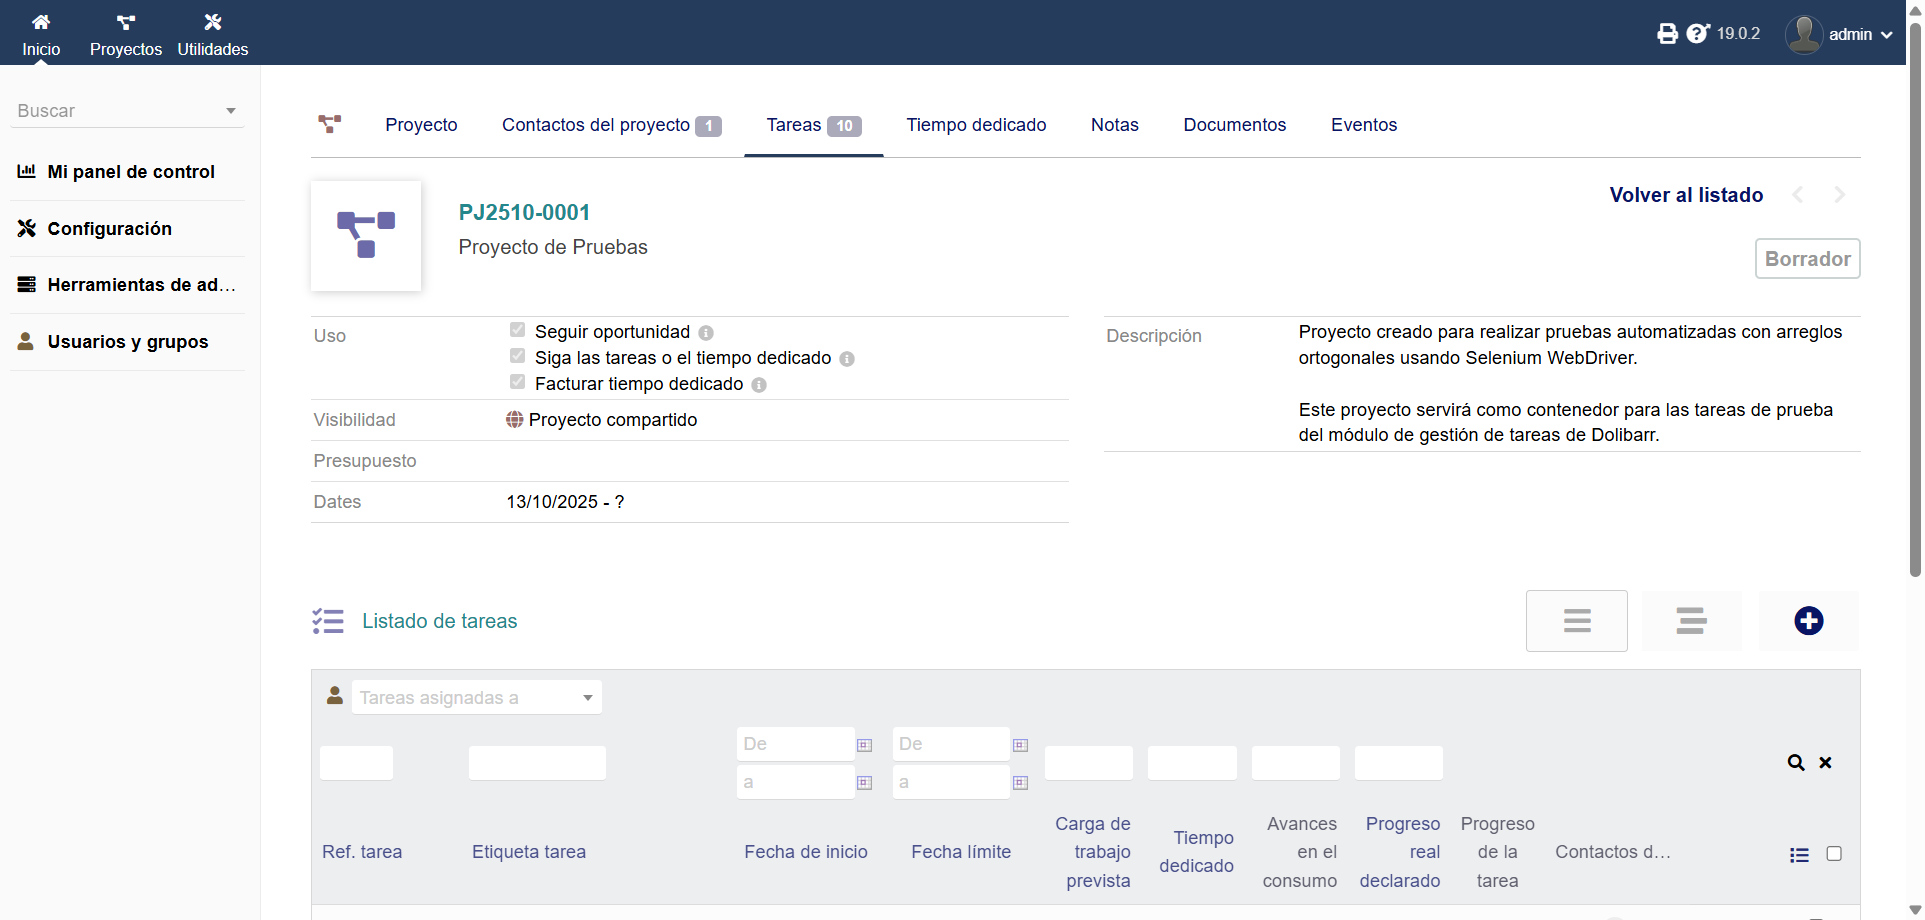 Inicio
Proyectos
Utilidades
19.0.2
admin
Buscar
Mi panel de control
Configuración
Herramientas de ad...
Usuarios y grupos
Proyecto
Contactos del proyecto 1
Tareas 10
Tiempo dedicado
Notas
Documentos
Eventos
PJ2510-0001
Proyecto de Pruebas
Volver al listado
Borrador
Uso
Seguir oportunidad
Siga las tareas o el tiempo dedicado
Facturar tiempo dedicado
Visibilidad
Proyecto compartido
Presupuesto
Dates
13/10/2025 - ?
Descripción
Proyecto creado para realizar pruebas automatizadas con arreglos
ortogonales usando Selenium WebDriver.
Este proyecto servirá como contenedor para las tareas de prueba
del módulo de gestión de tareas de Dolibarr.
Listado de tareas
Tareas asignadas a
De
De
a
a
Ref. tarea
Etiqueta tarea
Fecha de inicio
Fecha límite
Carga de
trabajo
prevista
Tiempo
dedicado
Avances
en el
consumo
Progreso
real
declarado
Progreso
de la
tarea
Contactos d...